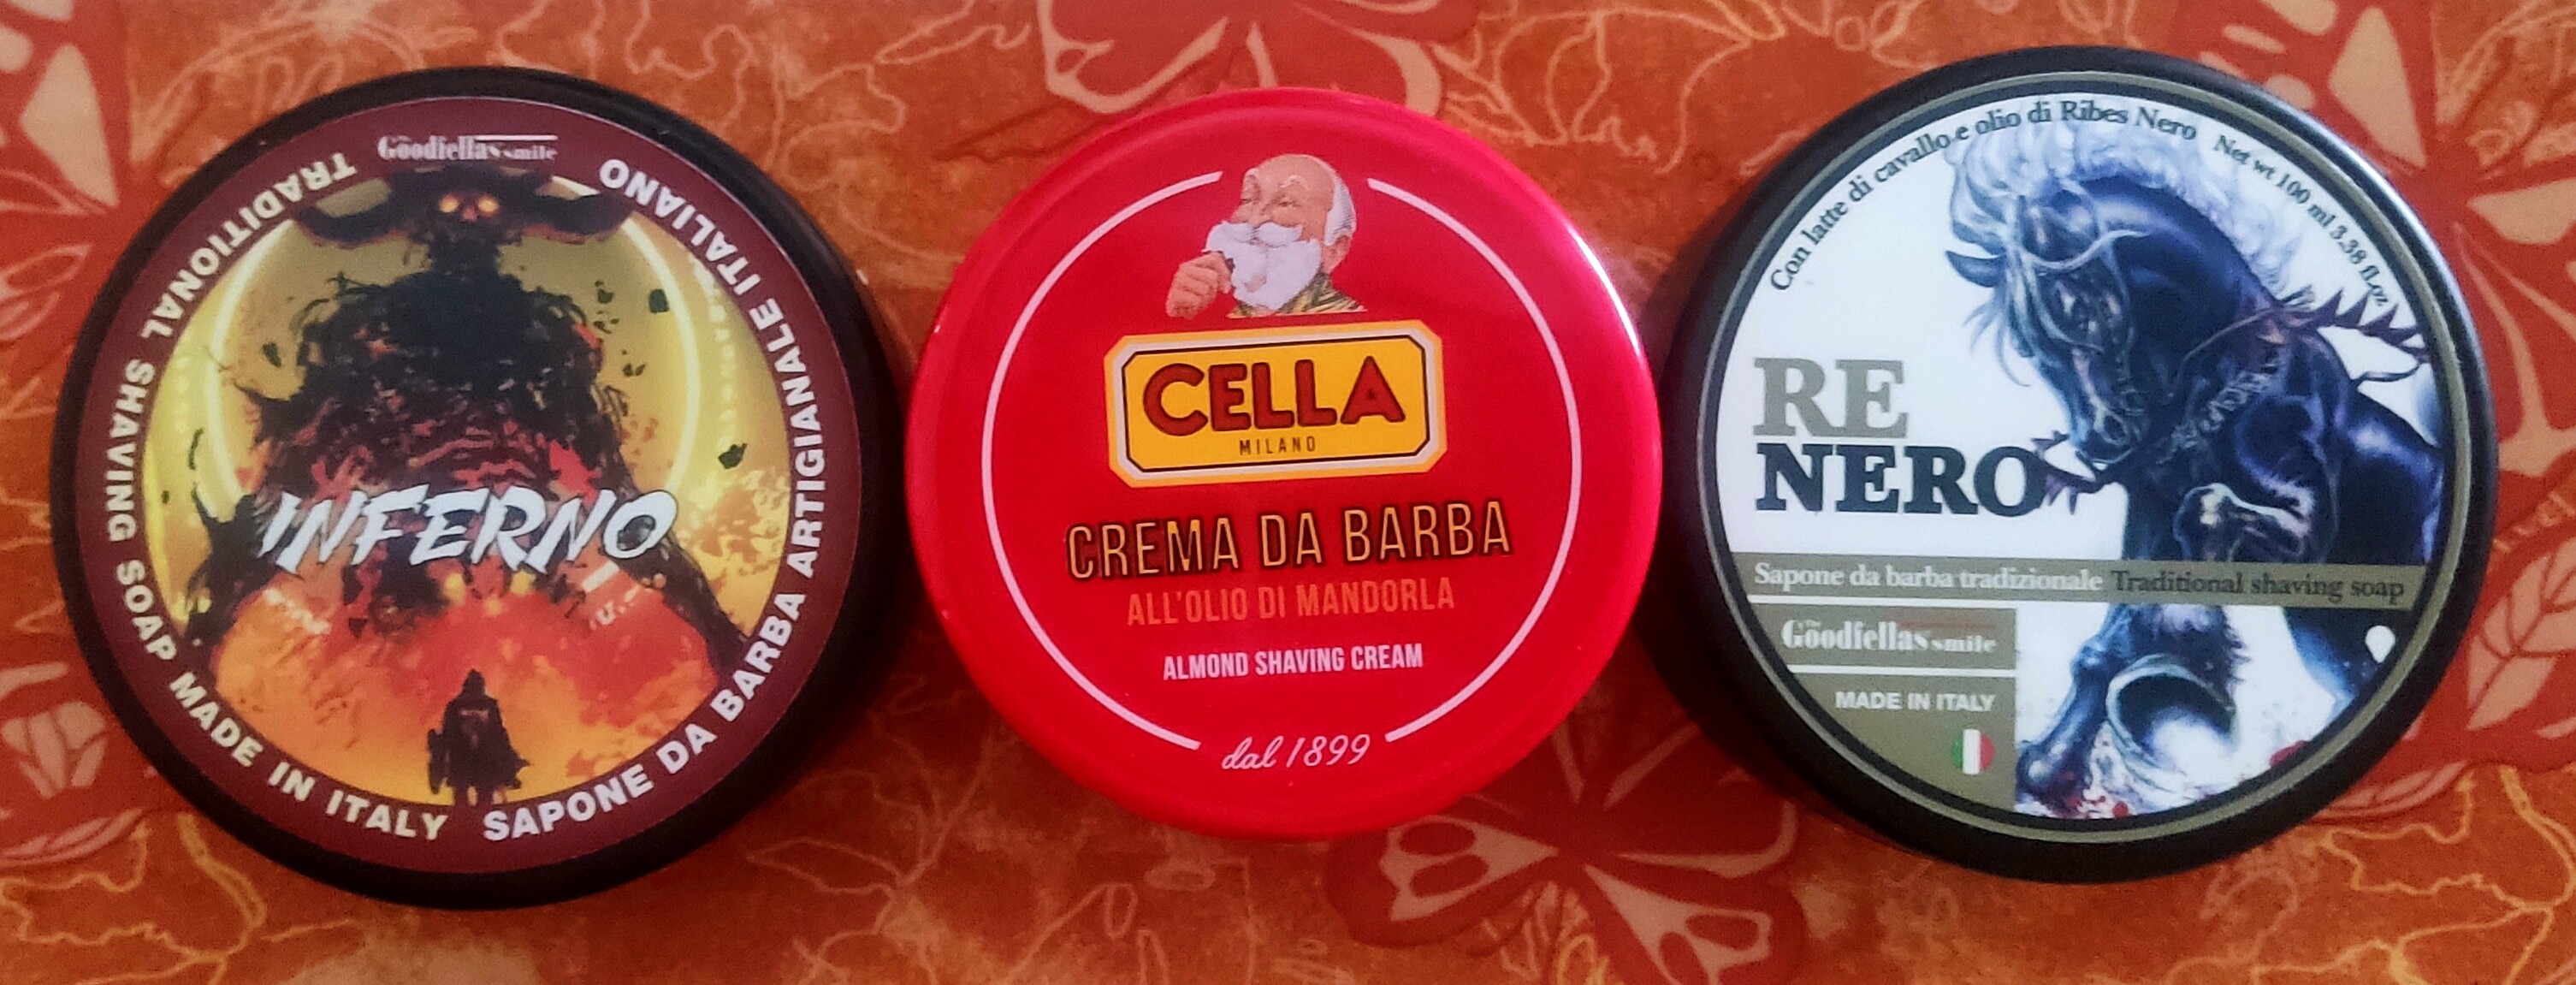 The Goodfellas' smile
TRADITIONAL SHAVING SOAP MADE IN ITALY
SAPONE DA BARBA ARTIGIANALE ITALIANO
INFERNO
CELLA
MILANO
CREMA DA BARBA
ALL'OLIO DI MANDORLA
ALMOND SHAVING CREAM
dal 1899
Con latte di cavallo e olio di Ribes Nero
Net wt 100 ml 3.38 fl.oz
RE
NERO
Sapone da barba tradizionale Traditional shaving soap
The Goodfellas' smile
MADE IN ITALY